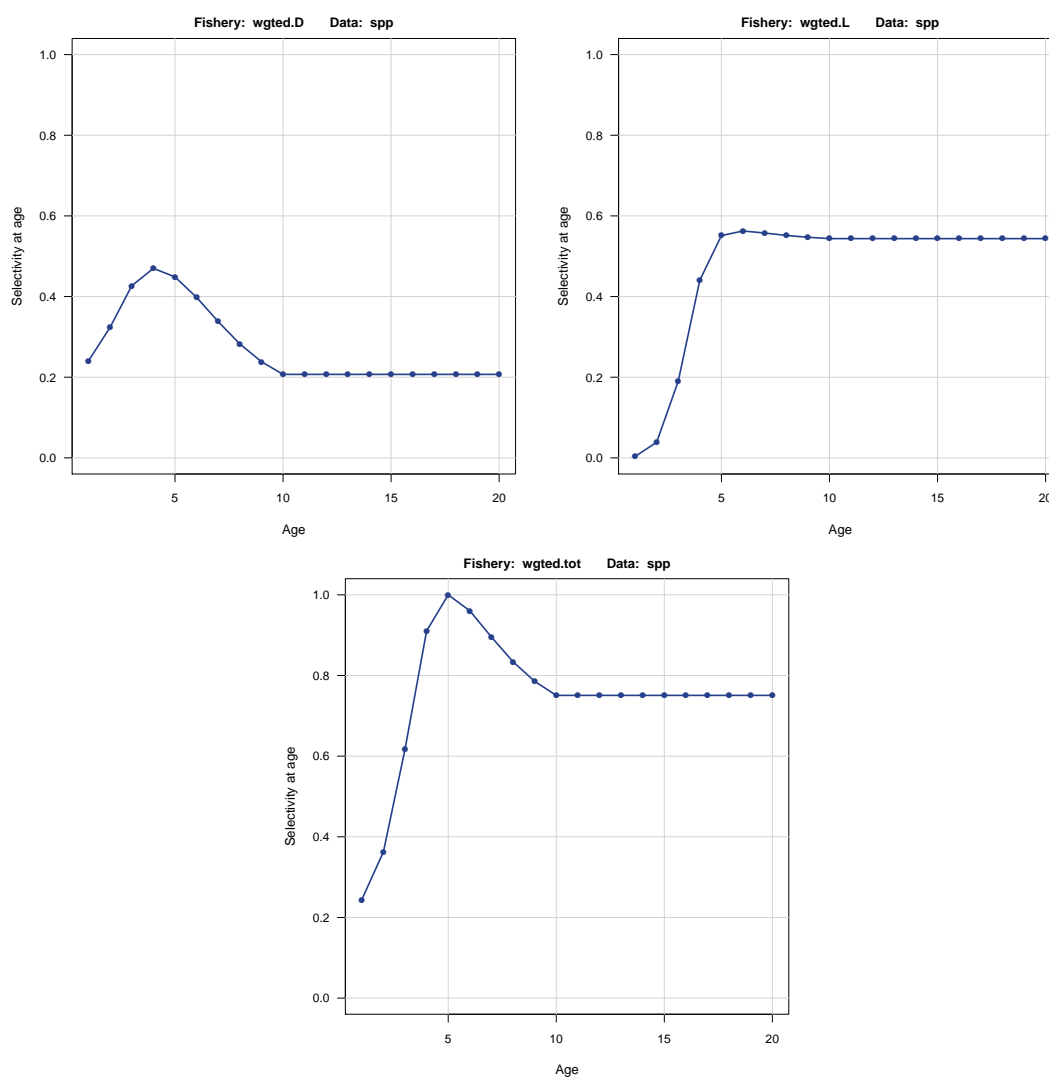 Fishery: wgted.D Data: spp
1.0
0.8
0.6
0.4
0.2
0.0
Selectivity at age
5 10 15 20
Age
Fishery: wgted.L Data: spp
1.0
0.8
0.6
0.4
0.2
0.0
Selectivity at age
5 10 15 20
Age
Fishery: wgted.tot Data: spp
1.0
0.8
0.6
0.4
0.2
0.0
Selectivity at age
5 10 15 20
Age